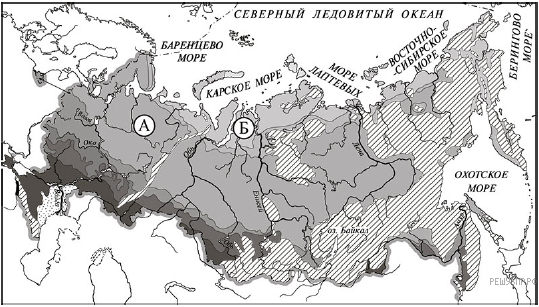 СЕВЕРНЫЙ ЛЕДОВИТЫЙ ОКЕАН
БАРЕНЦЕВО
МОРЕ
КАРСКОЕ МОРЕ
МОРЕ
ЛАПТЕВЫХ
ВОСТОЧНО-
СИБИРСКОЕ
МОРЕ
БЕРИНГОВО
МОРЕ
А
Б
Ока
Обь
Енисей
Лена
ОХОТСКОЕ
МОРЕ
оз. Байкал